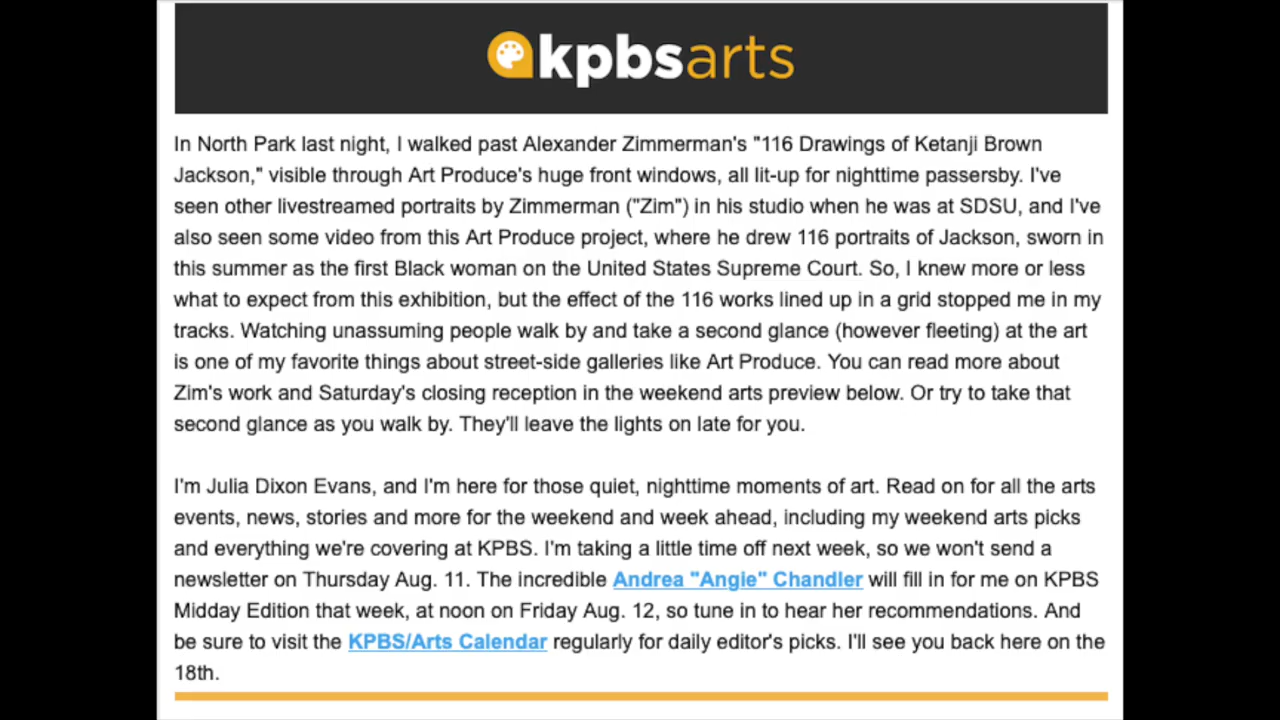 kpbsarts
In North Park last night, I walked past Alexander Zimmerman's "116 Drawings of Ketanji Brown
Jackson," visible through Art Produce's huge front windows, all lit-up for nighttime passersby. I've
seen other livestreamed portraits by Zimmerman ("Zim") in his studio when he was at SDSU, and I've
also seen some video from this Art Produce project, where he drew 116 portraits of Jackson, sworn in
this summer as the first Black woman on the United States Supreme Court. So, I knew more or less
what to expect from this exhibition, but the effect of the 116 works lined up in a grid stopped me in my
tracks. Watching unassuming people walk by and take a second glance (however fleeting) at the art
is one of my favorite things about street-side galleries like Art Produce. You can read more about
Zim's work and Saturday's closing reception in the weekend arts preview below. Or try to take that
second glance as you walk by. They'll leave the lights on late for you.
I'm Julia Dixon Evans, and I'm here for those quiet, nighttime moments of art. Read on for all the arts
events, news, stories and more for the weekend and week ahead, including my weekend arts picks
and everything we're covering at KPBS. I'm taking a little time off next week, so we won't send a
newsletter on Thursday Aug. 11. The incredible Andrea "Angie" Chandler will fill in for me on KPBS
Midday Edition that week, at noon on Friday Aug. 12, so tune in to hear her recommendations. And
be sure to visit the KPBS/Arts Calendar regularly for daily editor's picks. I'll see you back here on the
18th.